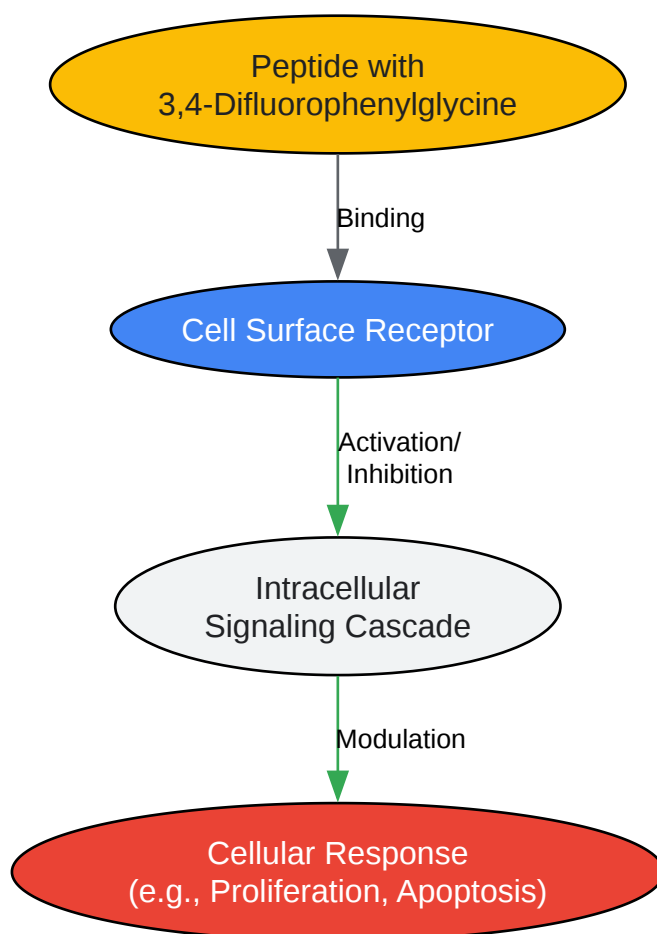 Peptide with
3,4-Difluorophenylglycine
Binding
Cell Surface Receptor
Activation/
Inhibition
Intracellular
Signaling Cascade
Modulation
Cellular Response
(e.g., Proliferation, Apoptosis)